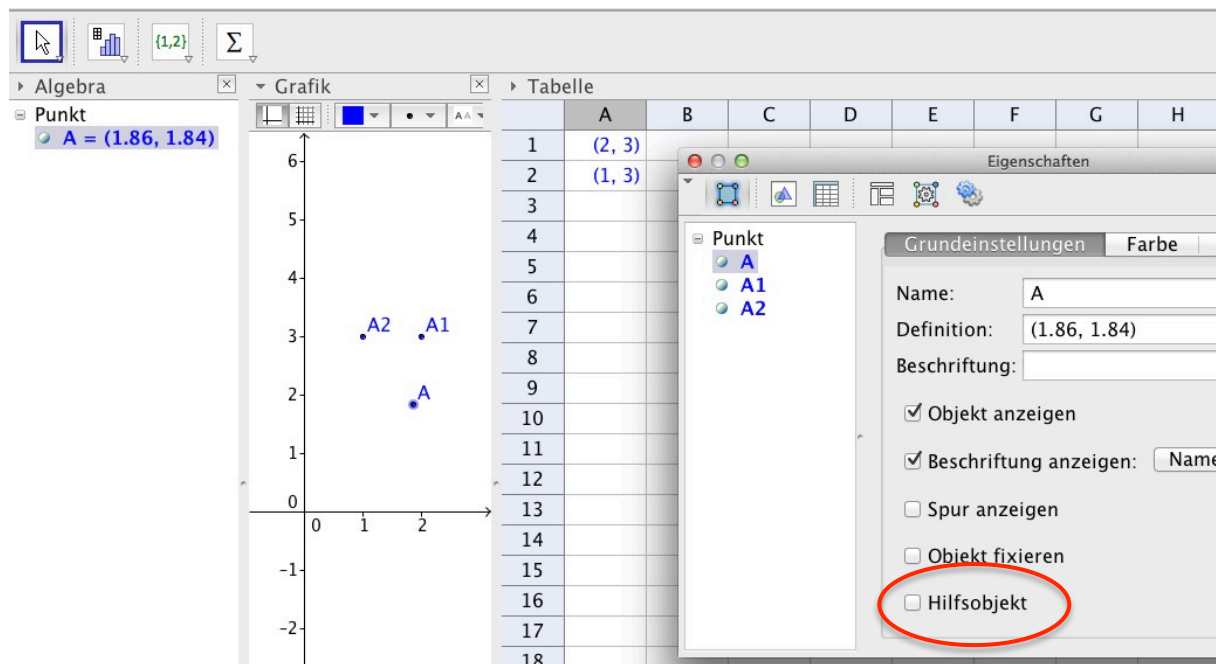 {1,2} Σ
Algebra
Punkt
A = (1.86, 1.84)
Grafik
A A
6
5
4
3
2
1
0
-1
-2
0 1 2
A2 A1
A
Tabelle
A B C D E F G H
1 (2, 3)
2 (1, 3)
3
4
5
6
7
8
9
10
11
12
13
14
15
16
17
18
Eigenschaften
Punkt
A
A1
A2
Grundeinstellungen Farbe
Name: A
Definition: (1.86, 1.84)
Beschriftung:
Objekt anzeigen
Beschriftung anzeigen: Name
Spur anzeigen
Objekt fixieren
Hilfsobjekt